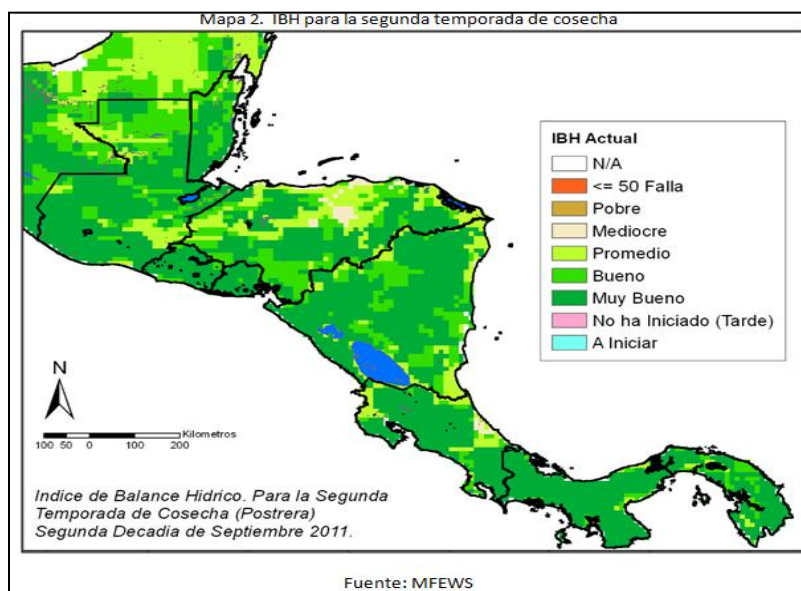 Mapa 2. IBH para la segunda temporada de cosecha
IBH Actual
N/A
<= 50 Falla
Pobre
Mediocre
Promedio
Bueno
Muy Bueno
No ha Iniciado (Tarde)
A Iniciar
N
Kilometros
100 50 0 100 200
Indice de Balance Hidrico. Para la Segunda
Temporada de Cosecha (Postrera)
Segunda Decadia de Septiembre 2011.
Fuente: MFEWS